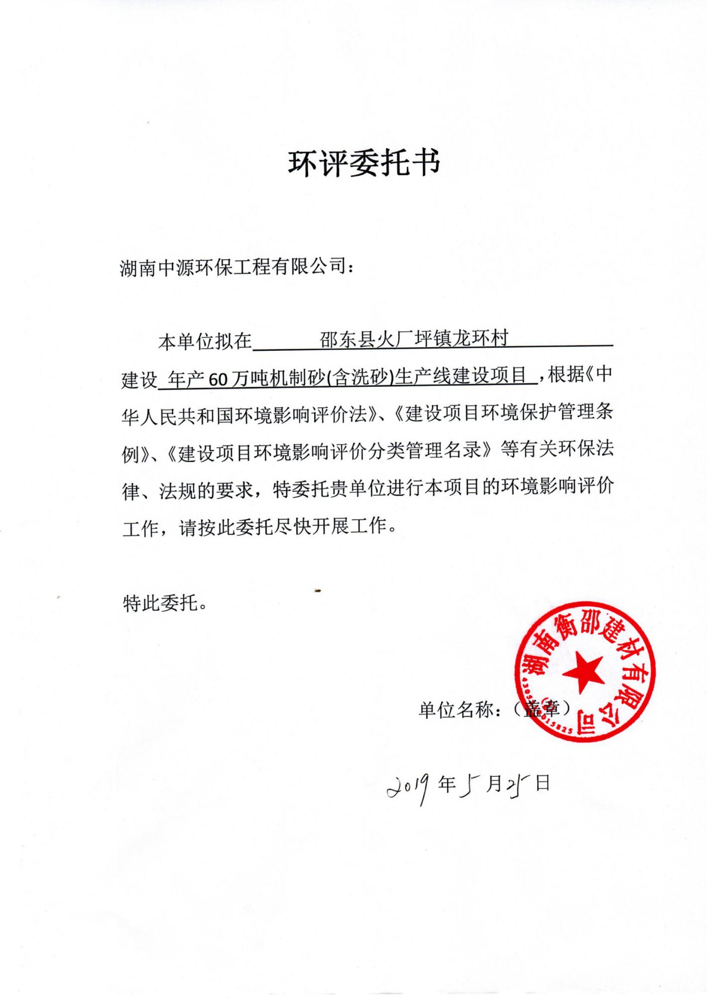 环评委托书
湖南中源环保工程有限公司：
本单位拟在 邵东县火厂坪镇龙环村
建设 年产60万吨机制砂(含洗砂)生产线建设项目 ，根据《中
华人民共和国环境影响评价法》、《建设项目环境保护管理条
例》、《建设项目环境影响评价分类管理名录》等有关环保法
律、法规的要求，特委托贵单位进行本项目的环境影响评价
工作，请按此委托尽快开展工作。
特此委托。
湖南衡邵建材有限公司
单位名称：（盖章）
2019年5月25日